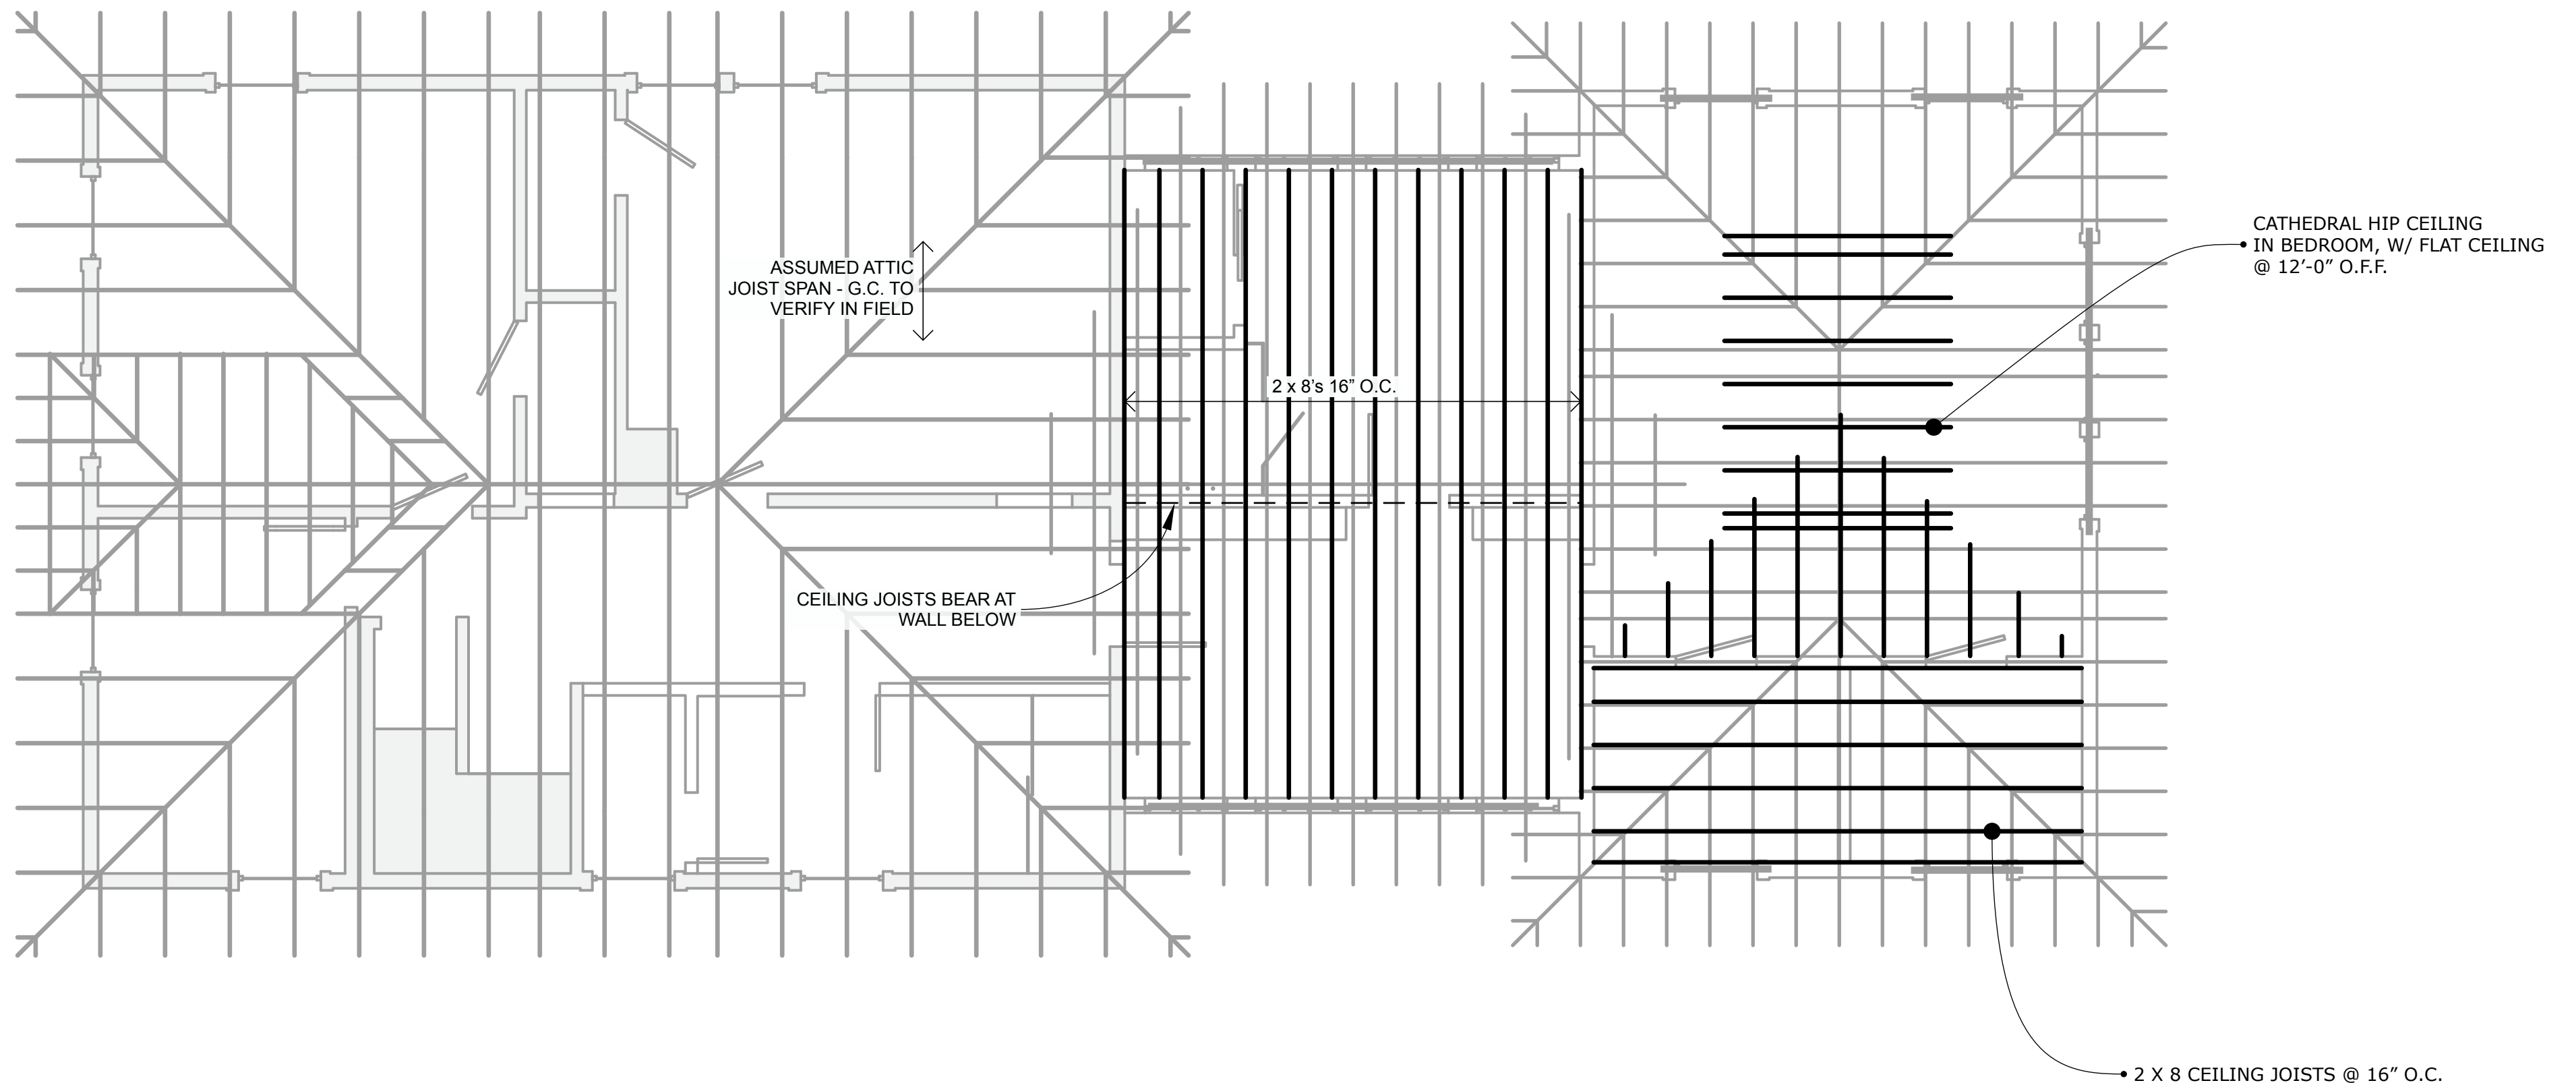 CATHEDRAL HIP CEILING
IN BEDROOM, W/ FLAT CEILING
@ 12’-0” O.F.F.
ASSUMED ATTIC
JOIST SPAN - G.C. TO
VERIFY IN FIELD
2 x 8’s 16” O.C.
CEILING JOISTS BEAR AT
WALL BELOW
2 X 8 CEILING JOISTS @ 16” O.C.